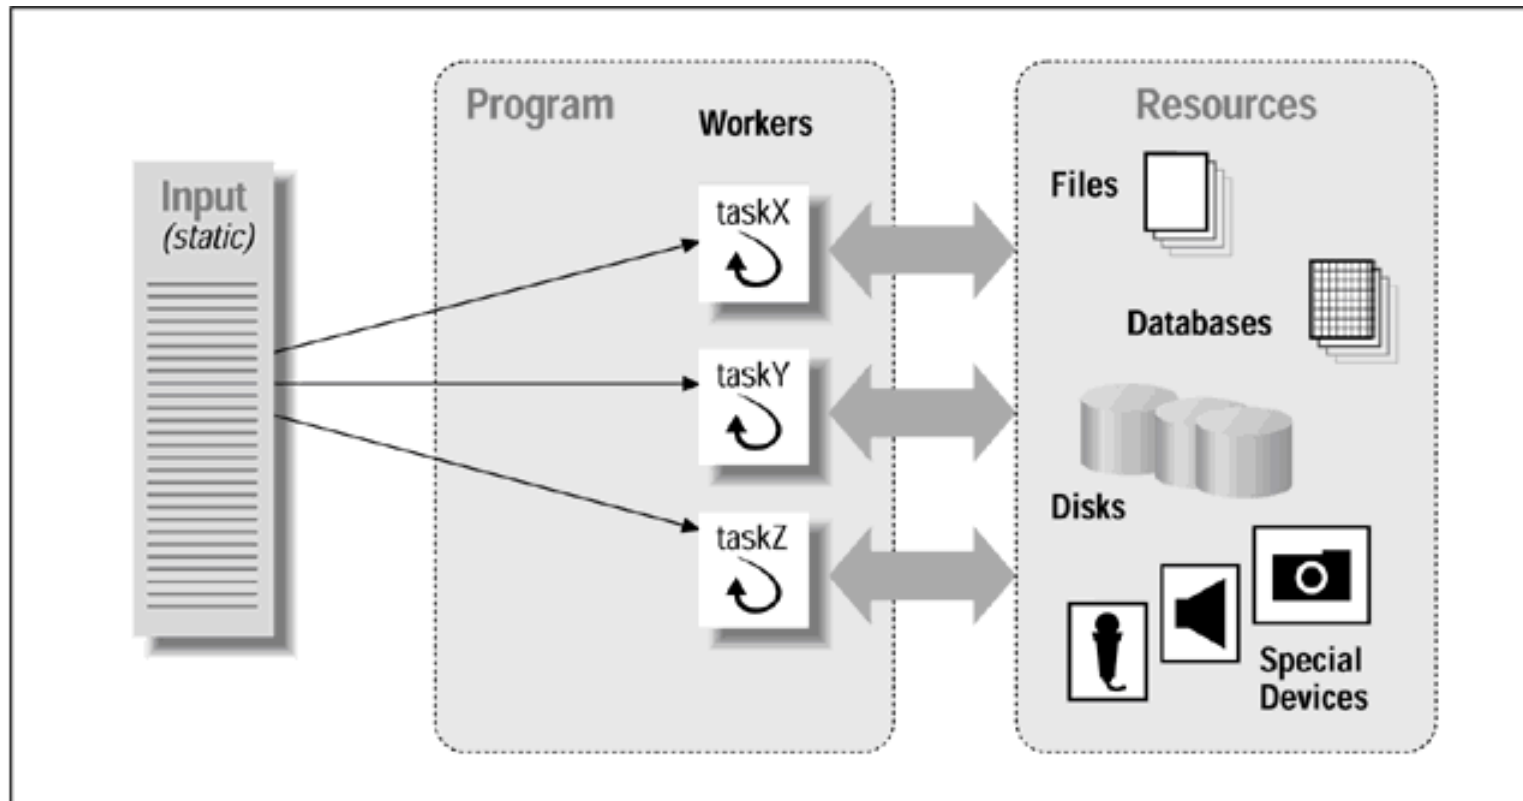 Input
(static)
Program
Workers
taskX
taskY
taskZ
Resources
Files
Databases
Disks
Special
Devices